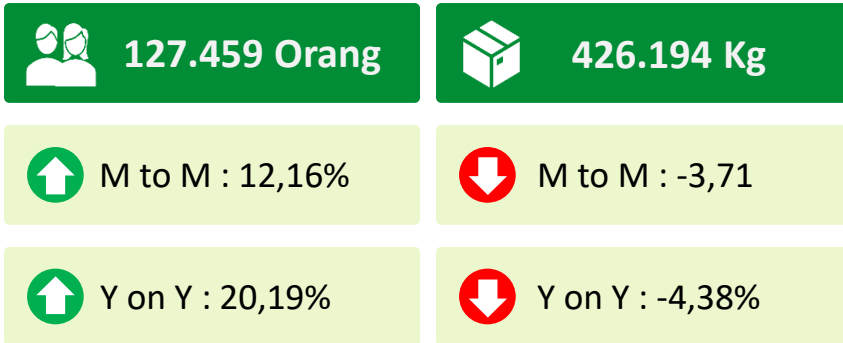 127.459 Orang
426.194 Kg
M to M : 12,16%
M to M : -3,71
Y on Y : 20,19%
Y on Y : -4,38%